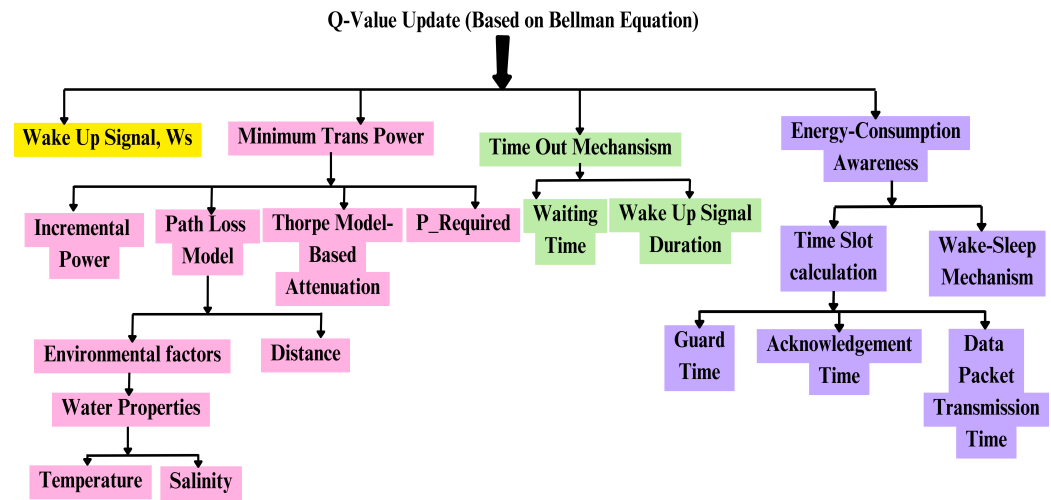 Q-Value Update (Based on Bellman Equation)
Wake Up Signal, Ws
Minimum Trans Power
Time Out Mechansism
Energy-Consumption
Awareness
Incremental
Power
Path Loss
Model
Thorpe Model-
Based
Attenuation
P_Required
Waiting
Time
Wake Up Signal
Duration
Time Slot
calculation
Wake-Sleep
Mechanism
Environmental factors
Distance
Guard
Time
Acknowledgement
Time
Data
Packet
Transmission
Time
Water Properties
Temperature
Salinity